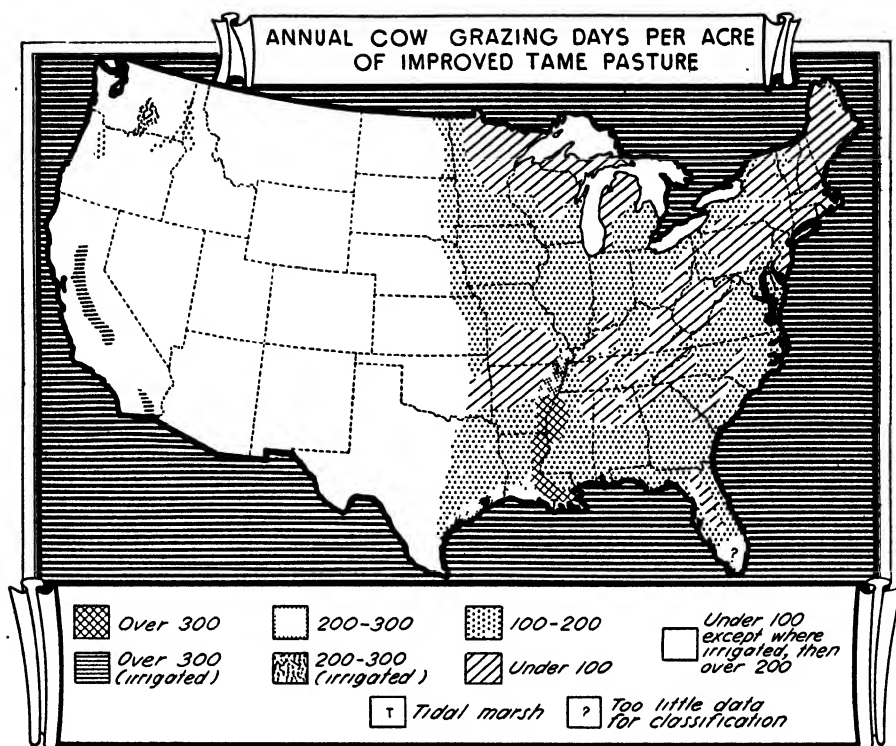 ANNUAL COW GRAZING DAYS PER ACRE
OF IMPROVED TAME PASTURE
?
Over 300
200-300
100-200
Under 100
except where
irrigated, then
over 200
Over 300
(irrigated)
200-300
(irrigated)
Under 100
T Tidal marsh
? Too little data
for classification